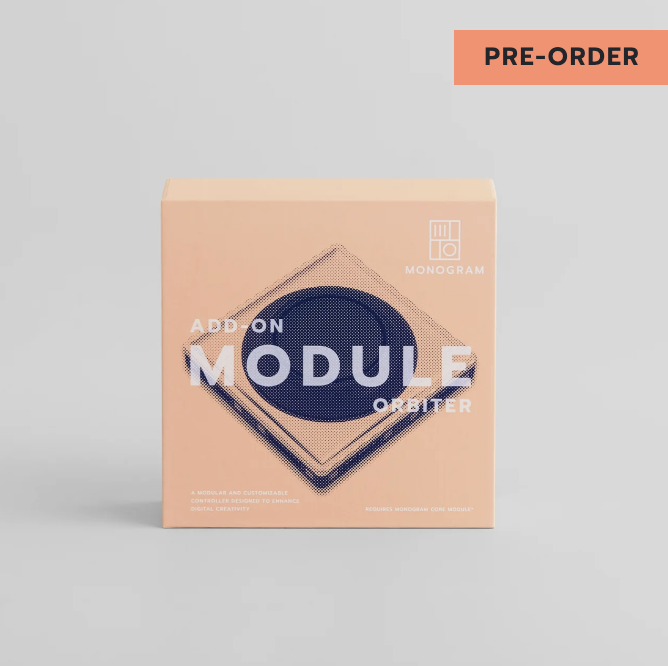 PRE-ORDER
MONOGRAM
ADD-ON
MODULE
ORBITER
A MODULAR AND CUSTOMIZABLE
CONTROLLER DESIGNED TO ENHANCE
DIGITAL CREATIVITY
REQUIRES MONOGRAM CORE MODULE*